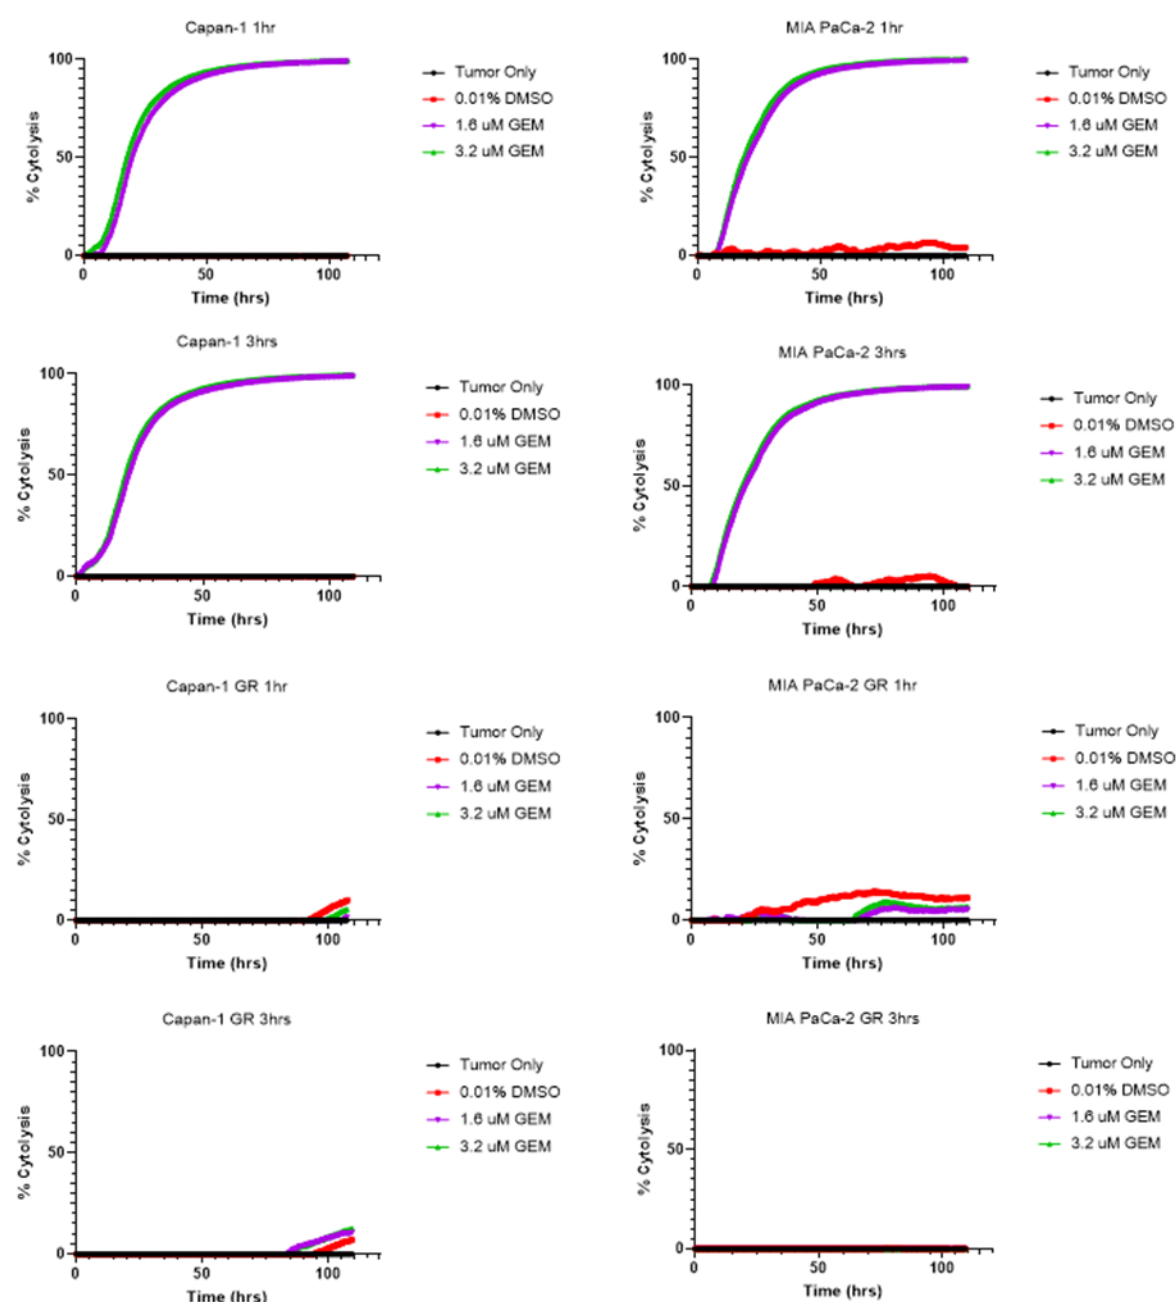 Capan-1 1hr
% Cytolysis
100
50
0
0 50 100
Time (hrs)
Tumor Only
0.01% DMSO
1.6 uM GEM
3.2 uM GEM
MIA PaCa-2 1hr
% Cytolysis
100
50
0
0 50 100
Time (hrs)
Tumor Only
0.01% DMSO
1.6 uM GEM
3.2 uM GEM
Capan-1 3hrs
% Cytolysis
100
50
0
0 50 100
Time (hrs)
Tumor Only
0.01% DMSO
1.6 uM GEM
3.2 uM GEM
MIA PaCa-2 3hrs
% Cytolysis
100
50
0
0 50 100
Time (hrs)
Tumor Only
0.01% DMSO
1.6 uM GEM
3.2 uM GEM
Capan-1 GR 1hr
% Cytolysis
100
50
0
0 50 100
Time (hrs)
Tumor Only
0.01% DMSO
1.6 uM GEM
3.2 uM GEM
MIA PaCa-2 GR 1hr
% Cytolysis
100
50
0
0 50 100
Time (hrs)
Tumor Only
0.01% DMSO
1.6 uM GEM
3.2 uM GEM
Capan-1 GR 3hrs
% Cytolysis
100
50
0
0 50 100
Time (hrs)
Tumor Only
0.01% DMSO
1.6 uM GEM
3.2 uM GEM
MIA PaCa-2 GR 3hrs
% Cytolysis
100
50
0
0 50 100
Time (hrs)
Tumor Only
0.01% DMSO
1.6 uM GEM
3.2 uM GEM